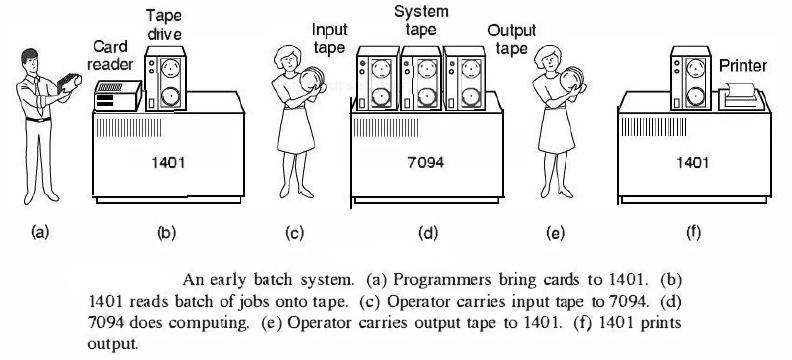 Tape
drive
Card
reader
Input
tape
System
tape
Output
tape
Printer
1401
7094
1401
(a)
(b)
(c)
(d)
(e)
(f)
An early batch system. (a) Programmers bring cards to 1401. (b)
1401 reads batch of jobs onto tape. (c) Operator carries input tape to 7094. (d)
7094 does computing. (e) Operator carries output tape to 1401. (f) 1401 prints
output.